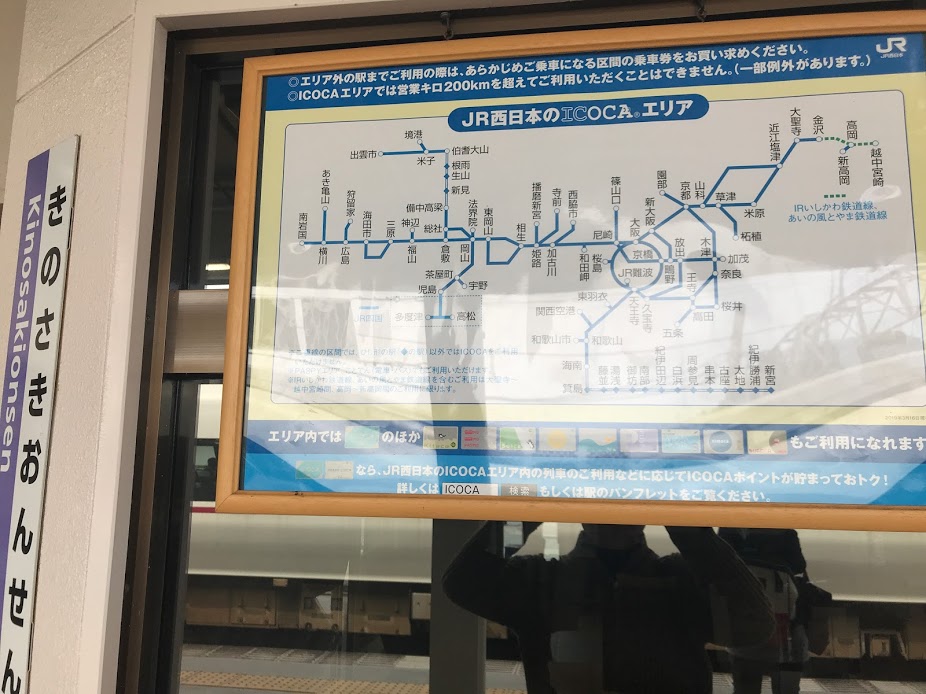 きのさきおんせん
Kinosakionsen
◎エリア外の駅までご利用の際は、あらかじめご乗車になる区間の乗車券をお買い求めください。
◎ICOCAエリアでは営業キロ200kmを超えてご利用いただくことはできません。(一部例外があります。)
JR
JR西日本
JR西日本のICOCA®エリア
境港
出雲市
米子
伯耆大山
根雨
生山
新見
備中高梁
南岩国
あき亀山
横川
狩留家
広島
海田市
三原
神辺
福山
総社
倉敷
法界院
岡山
東岡山
茶屋町
児島
宇野
JR四国
多度津
高松
相生
播磨新宮
姫路
寺前
加古川
西脇市
和田岬
尼崎
篠山口
桜島
大阪
新大阪
園部
京都
山科
草津
米原
柘植
近江塩津
大聖寺
金沢
高岡
新高岡
越中宮崎
IRいしかわ鉄道線、
あいの風とやま鉄道線
京橋
放出
木津
加茂
奈良
JR難波
鴫野
王寺
桜井
高田
五条
久宝寺
天王寺
東羽衣
関西空港
和歌山市
和歌山
海南
箕島
藤並
湯浅
御坊
南部
紀伊田辺
白浜
周参見
串本
古座
太地
紀伊勝浦
新宮
エリア内では
のほか
もご利用になれます
なら、JR西日本のICOCAエリア内の列車のご利用などに応じてICOCAポイントが貯まっておトク!
詳しくは ICOCA 検索 もしくは駅のパンフレットをご覧ください。